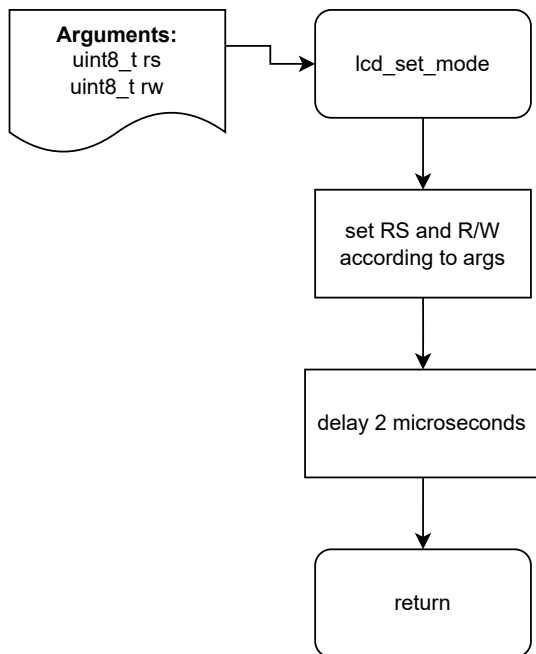 Arguments:
uint8_t rs
uint8_t rw
lcd_set_mode
set RS and R/W
according to args
delay 2 microseconds
return